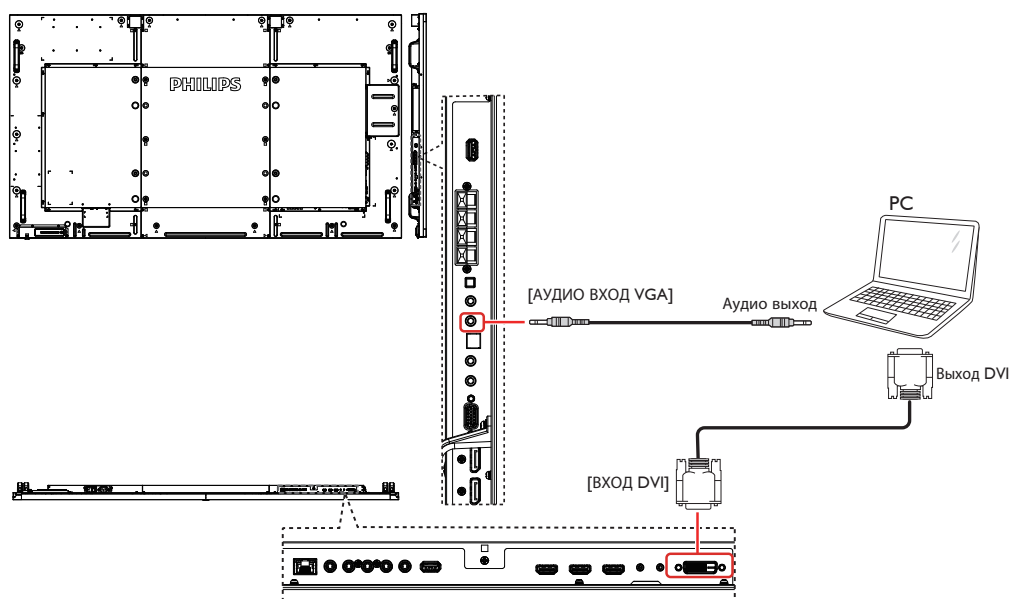 PHILIPS
PC
[АУДИО ВХОД VGA]
Аудио выход
Выход DVI
[ВХОД DVI]